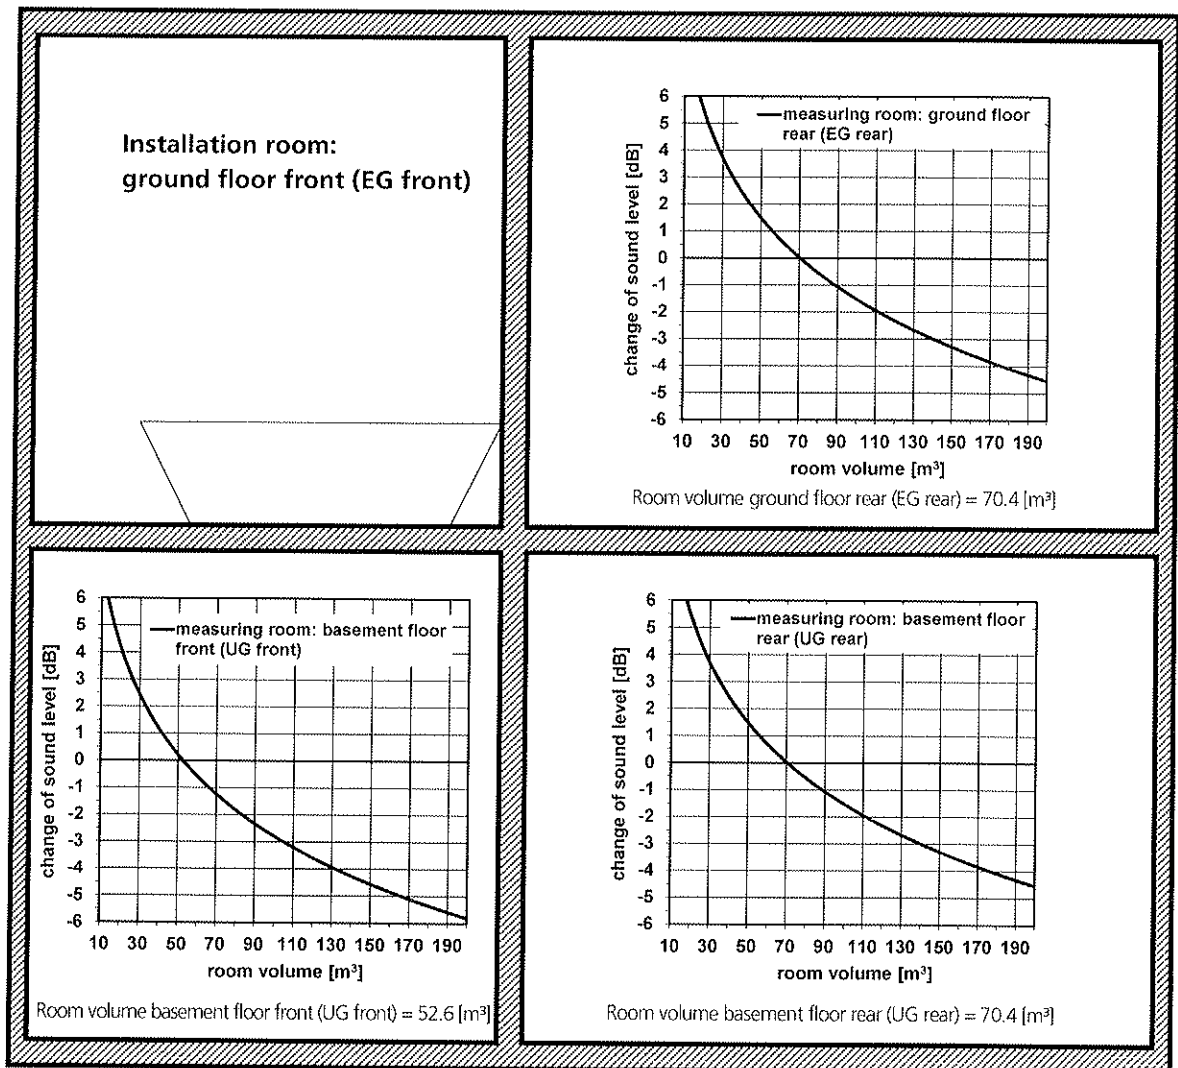 Installation room:
ground floor front (EG front)
6
5
4
3
2
1
0
-1
-2
-3
-4
-5
-6
change of sound level [dB]
measuring room: ground floor
rear (EG rear)
10 30 50 70 90 110 130 150 170 190
room volume [m³]
Room volume ground floor rear (EG rear) = 70.4 [m³]
6
5
4
3
2
1
0
-1
-2
-3
-4
-5
-6
change of sound level [dB]
measuring room: basement floor
front (UG front)
10 30 50 70 90 110 130 150 170 190
room volume [m³]
Room volume basement floor front (UG front) = 52.6 [m³]
6
5
4
3
2
1
0
-1
-2
-3
-4
-5
-6
change of sound level [dB]
measuring room: basement floor
rear (UG rear)
10 30 50 70 90 110 130 150 170 190
room volume [m³]
Room volume basement floor rear (UG rear) = 70.4 [m³]